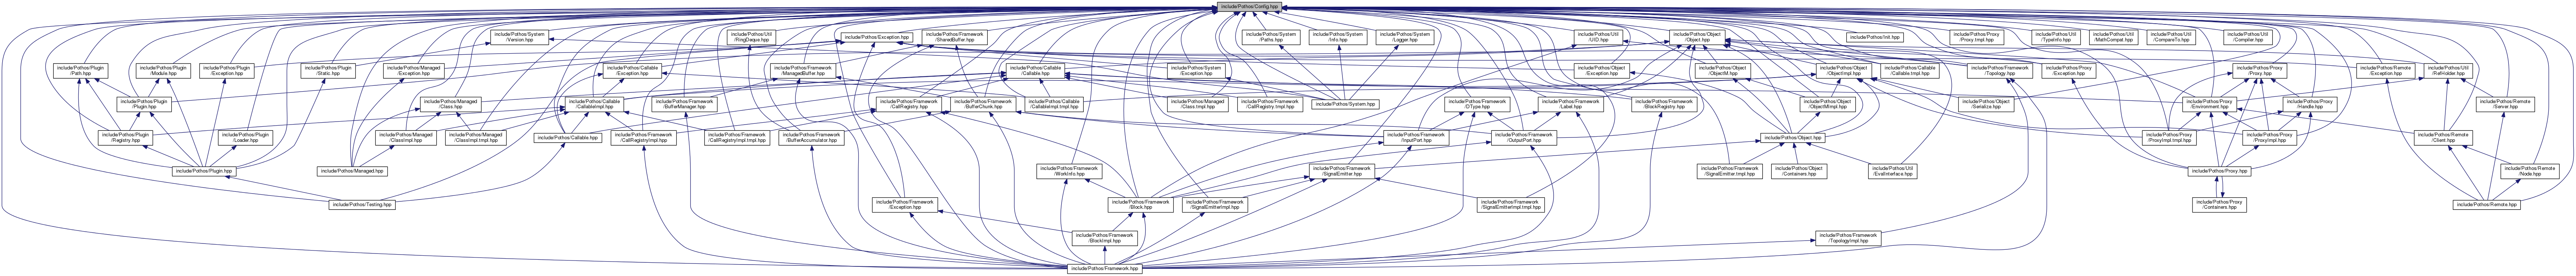 include/Pothos/Config.hpp
include/Pothos/System
/Version.hpp
include/Pothos/Exception.hpp
include/Pothos/Util
/RingDeque.hpp
include/Pothos/Framework
/SharedBuffer.hpp
include/Pothos/System
/Paths.hpp
include/Pothos/System
/Info.hpp
include/Pothos/System
/Logger.hpp
include/Pothos/Util
/UID.hpp
include/Pothos/Object
/Object.hpp
include/Pothos/Init.hpp
include/Pothos/Proxy
/Proxy.Impl.hpp
include/Pothos/Util
/TypeInfo.hpp
include/Pothos/Util
/MathCompat.hpp
include/Pothos/Util
/CompareTo.hpp
include/Pothos/Util
/Compiler.hpp
include/Pothos/Plugin
/Path.hpp
include/Pothos/Plugin
/Module.hpp
include/Pothos/Plugin
/Exception.hpp
include/Pothos/Plugin
/Static.hpp
include/Pothos/Managed
/Exception.hpp
include/Pothos/Callable
/Exception.hpp
include/Pothos/Framework
/ManagedBuffer.hpp
include/Pothos/System
/Exception.hpp
include/Pothos/Object
/Exception.hpp
include/Pothos/Callable
/Callable.hpp
include/Pothos/Object
/ObjectM.hpp
include/Pothos/Object
/ObjectImpl.hpp
include/Pothos/Callable
/CallableImpl.hpp
include/Pothos/Framework
/Topology.hpp
include/Pothos/Proxy
/Exception.hpp
include/Pothos/Proxy
/Proxy.hpp
include/Pothos/Remote
/Exception.hpp
include/Pothos/Util
/RefHolder.hpp
include/Pothos/Plugin
/Plugin.hpp
include/Pothos/Managed
/Class.hpp
include/Pothos/Callable
/CallableImpl.hpp
include/Pothos/Framework
/BufferManager.hpp
include/Pothos/Framework
/CallRegistry.hpp
include/Pothos/Framework
/BufferChunk.hpp
include/Pothos/Callable
/CallableImpl.Impl.hpp
include/Pothos/Managed
/Class.Impl.hpp
include/Pothos/Framework
/CallRegistry.Impl.hpp
include/Pothos/System.hpp
include/Pothos/Framework
/DType.hpp
include/Pothos/Framework
include/Pothos/Framework
/BlockRegistry.hpp
include/Pothos/Object
/ObjectMImpl.hpp
include/Pothos/Object
/Serialize.hpp
include/Pothos/Proxy
/Environment.hpp
include/Pothos/Proxy
/Handle.hpp
include/Pothos/Remote
/Server.hpp
include/Pothos/Plugin
/Registry.hpp
include/Pothos/Plugin
/Loader.hpp
include/Pothos/Managed
/ClassImpl.hpp
include/Pothos/Managed
/ClassImpl.Impl.hpp
include/Pothos/Callable.hpp
include/Pothos/Framework
/CallRegistryImpl.hpp
include/Pothos/Framework
/CallRegistryImpl.Impl.hpp
include/Pothos/Framework
/BufferAccumulator.hpp
include/Pothos/Framework
/InputPort.hpp
include/Pothos/Framework
/OutputPort.hpp
include/Pothos/Object.hpp
include/Pothos/Proxy
/ProxyImpl.Impl.hpp
include/Pothos/Proxy
/ProxyImpl.hpp
include/Pothos/Remote
/Client.hpp
include/Pothos/Plugin.hpp
include/Pothos/Managed.hpp
include/Pothos/Framework
/WorkInfo.hpp
include/Pothos/Framework
/SignalEmitter.hpp
include/Pothos/Framework
/SignalEmitter.Impl.hpp
include/Pothos/Object
/Containers.hpp
include/Pothos/Util
/EvalInterface.hpp
include/Pothos/Proxy.hpp
include/Pothos/Remote
/Node.hpp
include/Pothos/Testing.hpp
include/Pothos/Framework
/Exception.hpp
include/Pothos/Framework
/Block.hpp
include/Pothos/Framework
/SignalEmitterImpl.hpp
include/Pothos/Framework
/SignalEmitterImpl.Impl.hpp
include/Pothos/Proxy
/Containers.hpp
include/Pothos/Remote.hpp
include/Pothos/Framework
/BlockImpl.hpp
include/Pothos/Framework
/TopologyImpl.hpp
include/Pothos/Framework.hpp